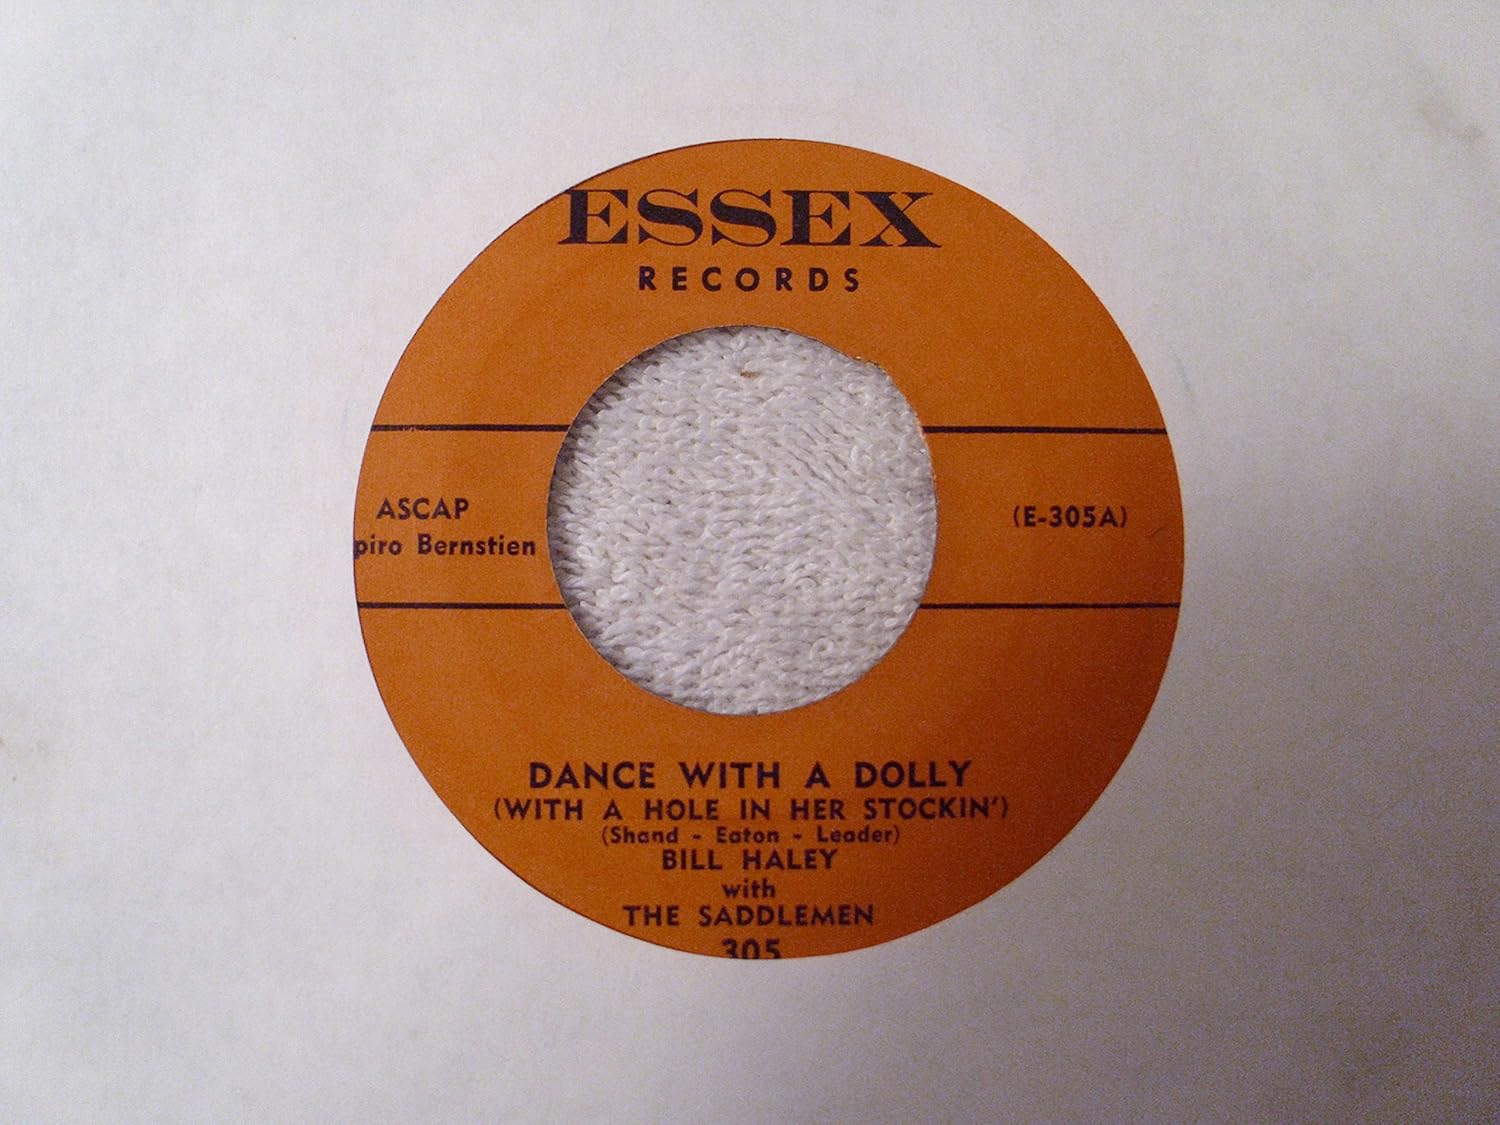 ESSEX
RECORDS
ASCAP
piro Bernstien
(E-305A)
DANCE WITH A DOLLY
(WITH A HOLE IN HER STOCKIN')
(Shand - Eaton - Leader)
BILL HALEY
with
THE SADDLEMEN
305